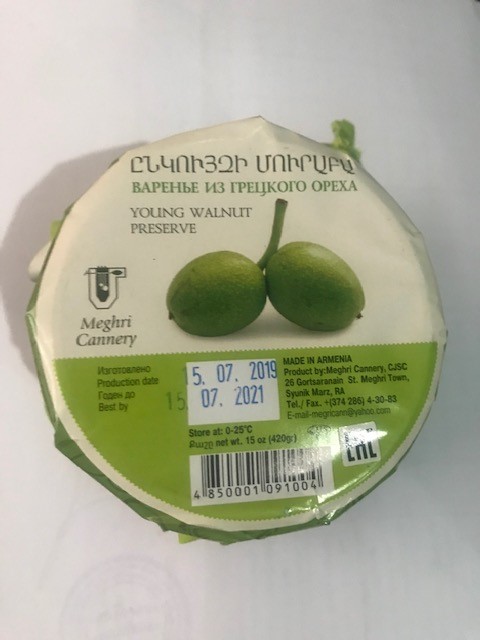 ԸՆԿՈՒՅԶԻ ՄՈՒՐԱԲԱ
ВАРЕНЬЕ ИЗ ГРЕЦКОГО ОРЕХА
YOUNG WALNUT
PRESERVE
Meghri
Cannery
Изготовлено
Production date
Годен до
Best by
15. 07. 2019
15. 07. 2021
MADE IN ARMENIA
Product by:Meghri Cannery, CJSC
26 Gortsaranain St. Meghri Town,
Syunik Marz, RA
Tel./ Fax. +(374 286) 4-30-83
E-mail-megricann@yahoo.com
Store at: 0-25°C
Քաշը net wt. 15 oz (420gr)
4 850001 091004
EAC